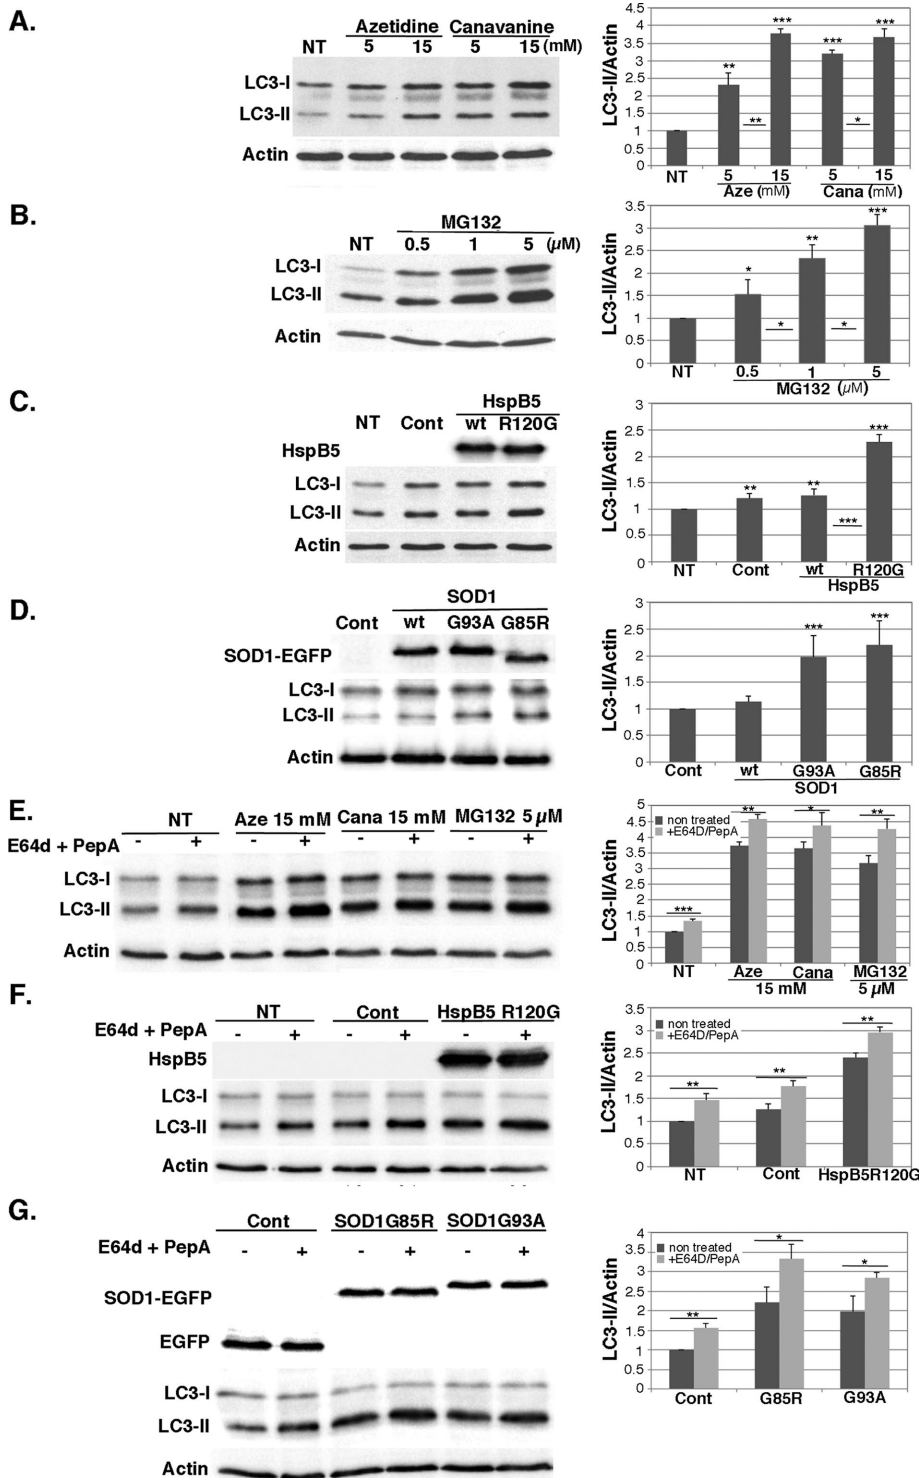 A.
Azetidine Canavanine
NT 5 15 5 15 (mM)
LC3-I
LC3-II
Actin
LC3-II/Actin
4.5
4
3.5
3
2.5
2
1.5
1
0.5
0
** *** *** ***
** *
NT 5 15 5 15
Aze (mM) Cana (mM)
B.
MG132
NT 0.5 1 5 (µM)
LC3-I
LC3-II
Actin
LC3-II/Actin
3.5
3
2.5
2
1.5
1
0.5
0
* ** ***
* *
NT 0.5 1 5
MG132 (µM)
C.
HspB5
NT Cont wt R120G
HspB5
LC3-I
LC3-II
Actin
LC3-II/Actin
3
2.5
2
1.5
1
0.5
0
** ** ***
***
NT Cont wt R120G
HspB5
D.
SOD1
Cont wt G93A G85R
SOD1-EGFP
LC3-I
LC3-II
Actin
LC3-II/Actin
3
2.5
2
1.5
1
0.5
0
*** ***
Cont wt G93A G85R
SOD1
E.
NT Aze 15 mM Cana 15 mM MG132 5 µM
E64d + PepA - + - + - + - +
LC3-I
LC3-II
Actin
LC3-II/Actin
5
4.5
4
3.5
3
2.5
2
1.5
1
0.5
0
non treated
+E64D/PepA
*** ** * **
NT Aze Cana MG132
15 mM 5 µM
F.
NT Cont HspB5 R120G
E64d + PepA - + - + - +
HspB5
LC3-I
LC3-II
Actin
LC3-II/Actin
3.5
3
2.5
2
1.5
1
0.5
0
non treated
+E64D/PepA
** ** **
NT Cont HspB5R120G
G.
Cont SOD1G85R SOD1G93A
E64d + PepA - + - + - +
SOD1-EGFP
EGFP
LC3-I
LC3-II
Actin
LC3-II/Actin
4
3.5
3
2.5
2
1.5
1
0.5
0
non treated
+E64D/PepA
** * *
Cont G85R G93A